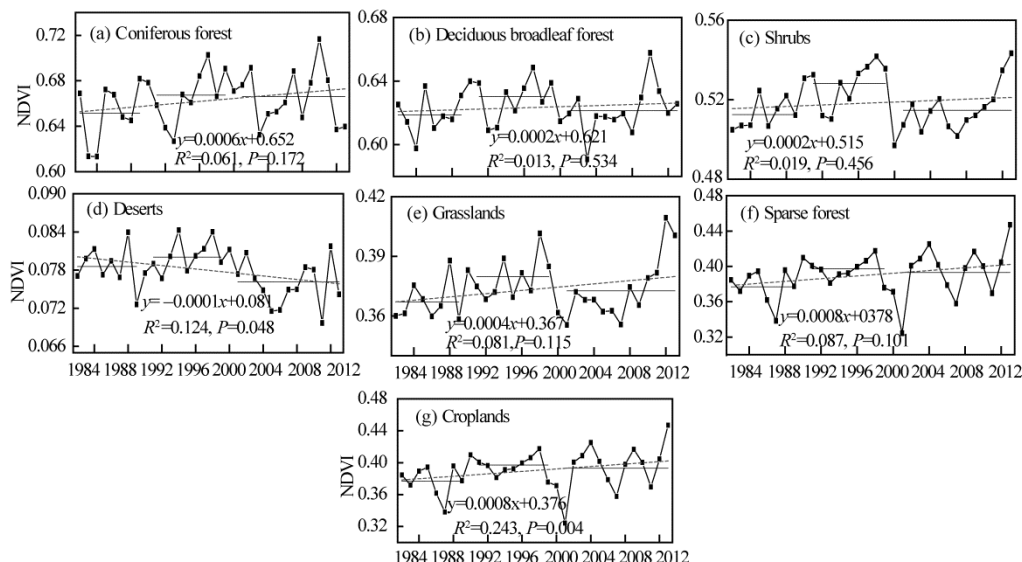 (a) Coniferous forest
NDVI
0.72
0.68
0.64
0.60
y=0.0006x+0.652
R²=0.061, P=0.172
(b) Deciduous broadleaf forest
0.64
0.62
0.60
y=0.0002x+0.621
R²=0.013, P=0.534
(c) Shrubs
0.56
0.52
0.48
y=0.0002x+0.515
R²=0.019, P=0.456
(d) Deserts
NDVI
0.090
0.084
0.078
0.072
0.066
y= −0.0001x+0.081
R²=0.124, P=0.048
1984 1988 1992 1996 2000 2004 2008 2012
(e) Grasslands
0.42
0.39
0.36
y=0.0004x+0.367
R²=0.081,P=0.115
1984 1988 1992 1996 2000 2004 2008 2012
(f) Sparse forest
0.44
0.40
0.36
0.32
y=0.0008x+0378
R²=0.087, P=0.101
1984 1988 1992 1996 2000 2004 2008 2012
(g) Croplands
NDVI
0.48
0.44
0.40
0.36
0.32
y=0.0008x+0.376
R²=0.243, P=0.004
1984 1988 1992 1996 2000 2004 2008 2012